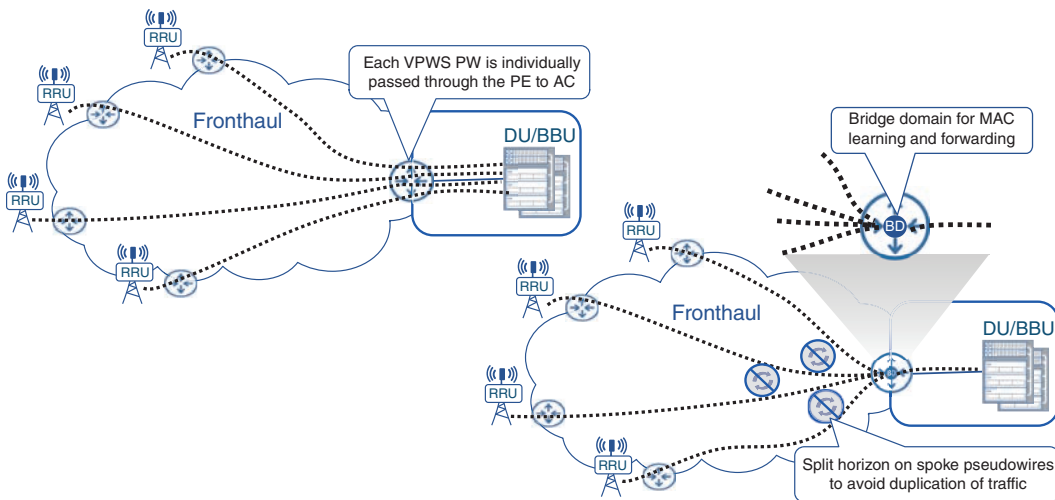 RRU
Each VPWS PW is individually
passed through the PE to AC
RRU
Fronthaul
DU/BBU
RRU
RRU
Bridge domain for MAC
learning and forwarding
BD
RRU
RRU
Fronthaul
DU/BBU
BD
RRU
RRU
Split horizon on spoke pseudowires
to avoid duplication of traffic